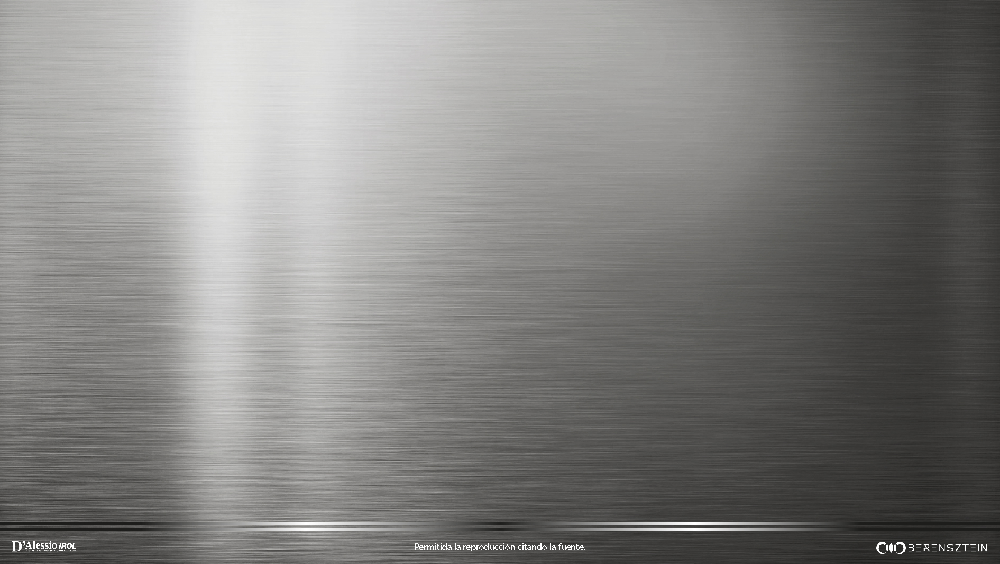 D'Alessio IROL
Permitida la reproducción citando la fuente.
BERENSZTEIN